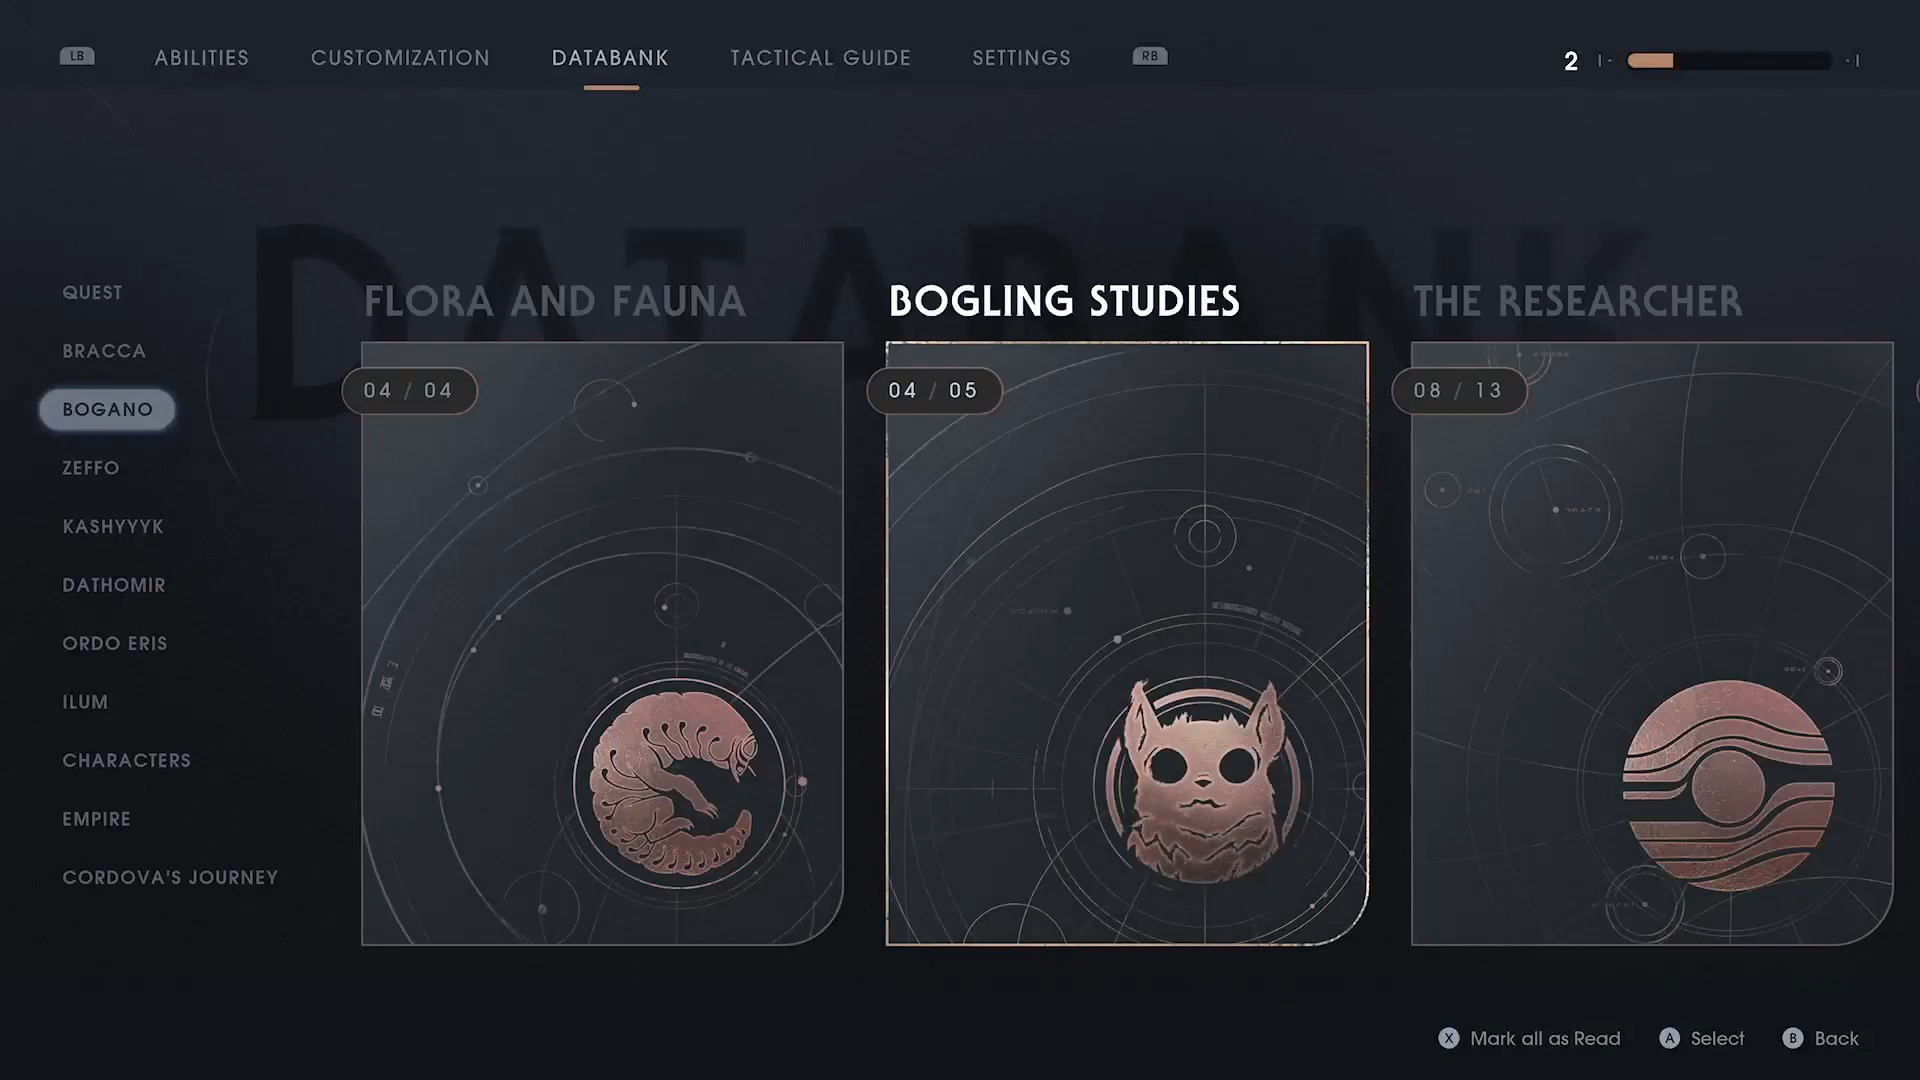 LB ABILITIES CUSTOMIZATION DATABANK TACTICAL GUIDE SETTINGS RB 2
DATABANK
QUEST
BRACCA
BOGANO
ZEFFO
KASHYYYK
DATHOMIR
ORDO ERIS
ILUM
CHARACTERS
EMPIRE
CORDOVA'S JOURNEY
FLORA AND FAUNA
04 / 04
BOGLING STUDIES
04 / 05
THE RESEARCHER
08 / 13
X Mark all as Read A Select B Back